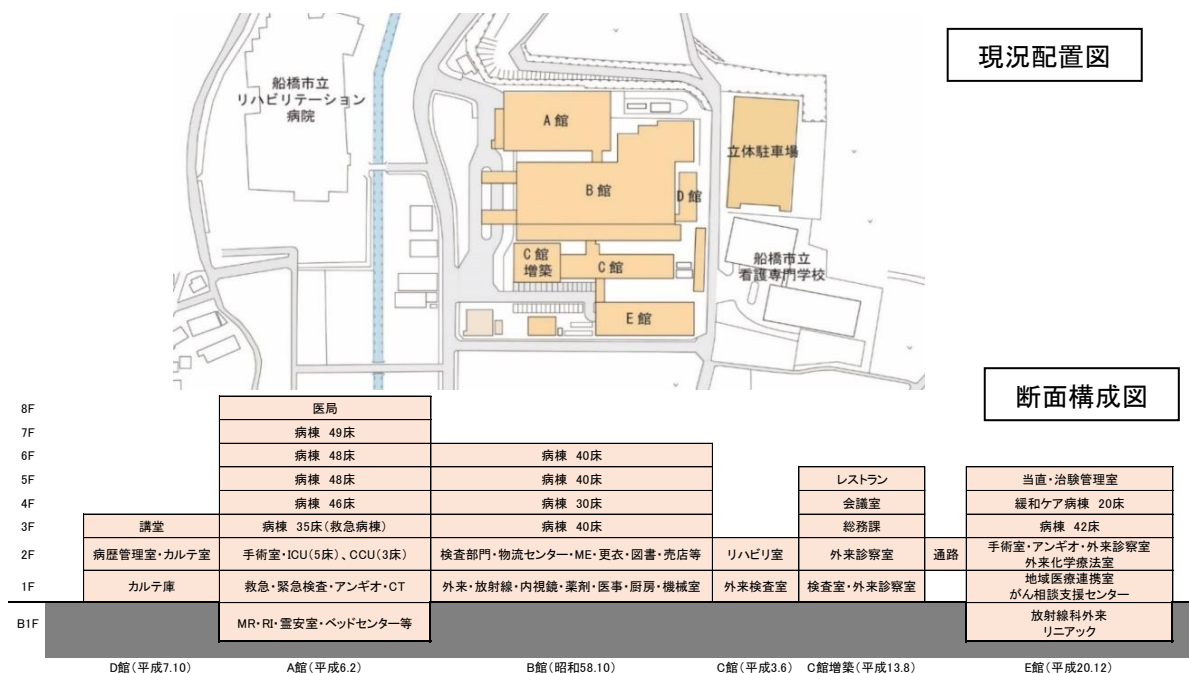 現況配置図
船橋市立
リハビリテーション
病院
A館
立体駐車場
B館
D館
C館
増築
C館
船橋市立
看護専門学校
E館
断面構成図
8F 医局
7F 病棟 49床
6F 病棟 48床 病棟 40床
5F 病棟 48床 病棟 40床 レストラン 当直・治験管理室
4F 病棟 46床 病棟 30床 会議室 緩和ケア病棟 20床
3F 講堂 病棟 35床(救急病棟) 病棟 40床 総務課 病棟 42床
2F 病歴管理室・カルテ室 手術室・ICU(5床)、CCU(3床) 検査部門・物流センター・ME・更衣・図書・売店等 リハビリ室 外来診察室 通路 手術室・アンギオ・外来診察室
外来化学療法室
1F カルテ庫 救急・緊急検査・アンギオ・CT 外来・放射線・内視鏡・薬剤・医事・厨房・機械室 外来検査室 検査室・外来診察室 地域医療連携室
がん相談支援センター
B1F MR・RI・霊安室・ベッドセンター等 放射線科外来
リニアック
D館(平成7.10) A館(平成6.2) B館(昭和58.10) C館(平成3.6) C館増築(平成13.8) E館(平成20.12)